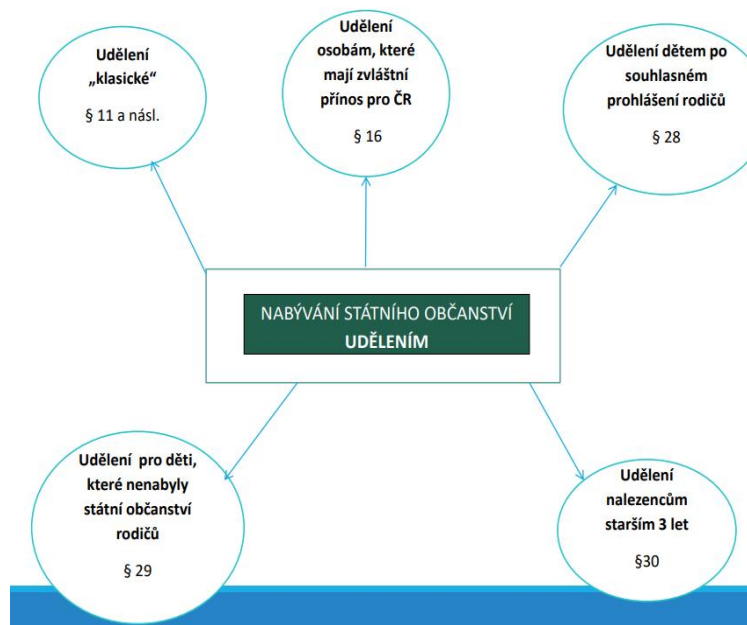 Udělení
„klasické“
§ 11 a násl.
Udělení
osobám, které
mají zvláštní
přínos pro ČR
§ 16
Udělení dětem po
souhlasném
prohlášení rodičů
§ 28
NABÝVÁNÍ STÁTNÍHO OBČANSTVÍ
UDĚLENÍM
Udělení pro děti,
které nenabyly
státní občanství
rodičů
§ 29
Udělení
nalezencům
starším 3 let
§30